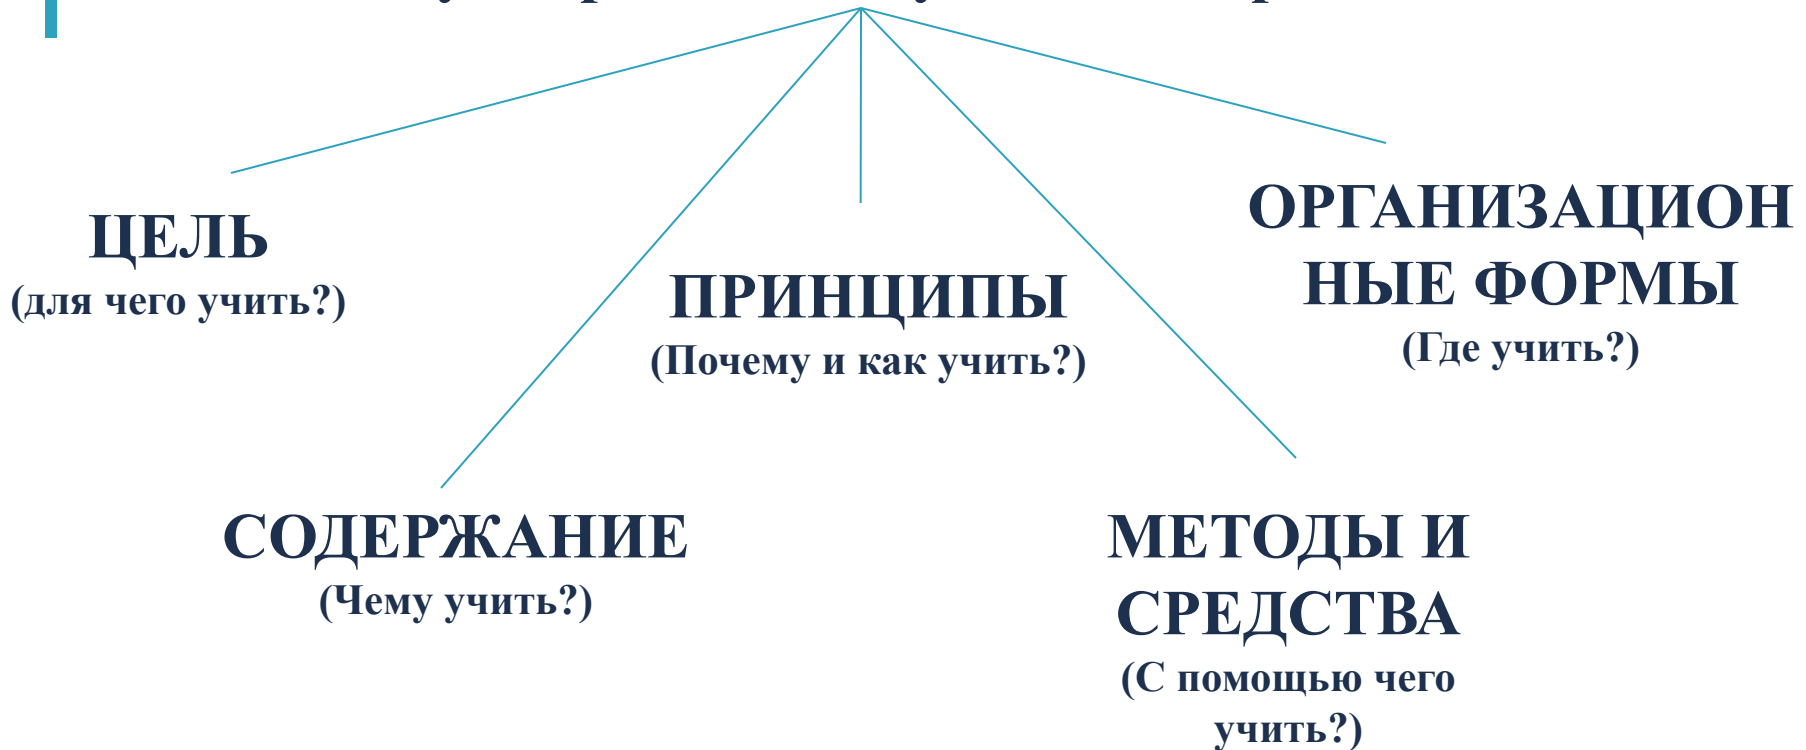 ЦЕЛЬ
(для чего учить?)
ПРИНЦИПЫ
(Почему и как учить?)
ОРГАНИЗАЦИОН
НЫЕ ФОРМЫ
(Где учить?)
СОДЕРЖАНИЕ
(Чему учить?)
МЕТОДЫ И
СРЕДСТВА
(С помощью чего
учить?)